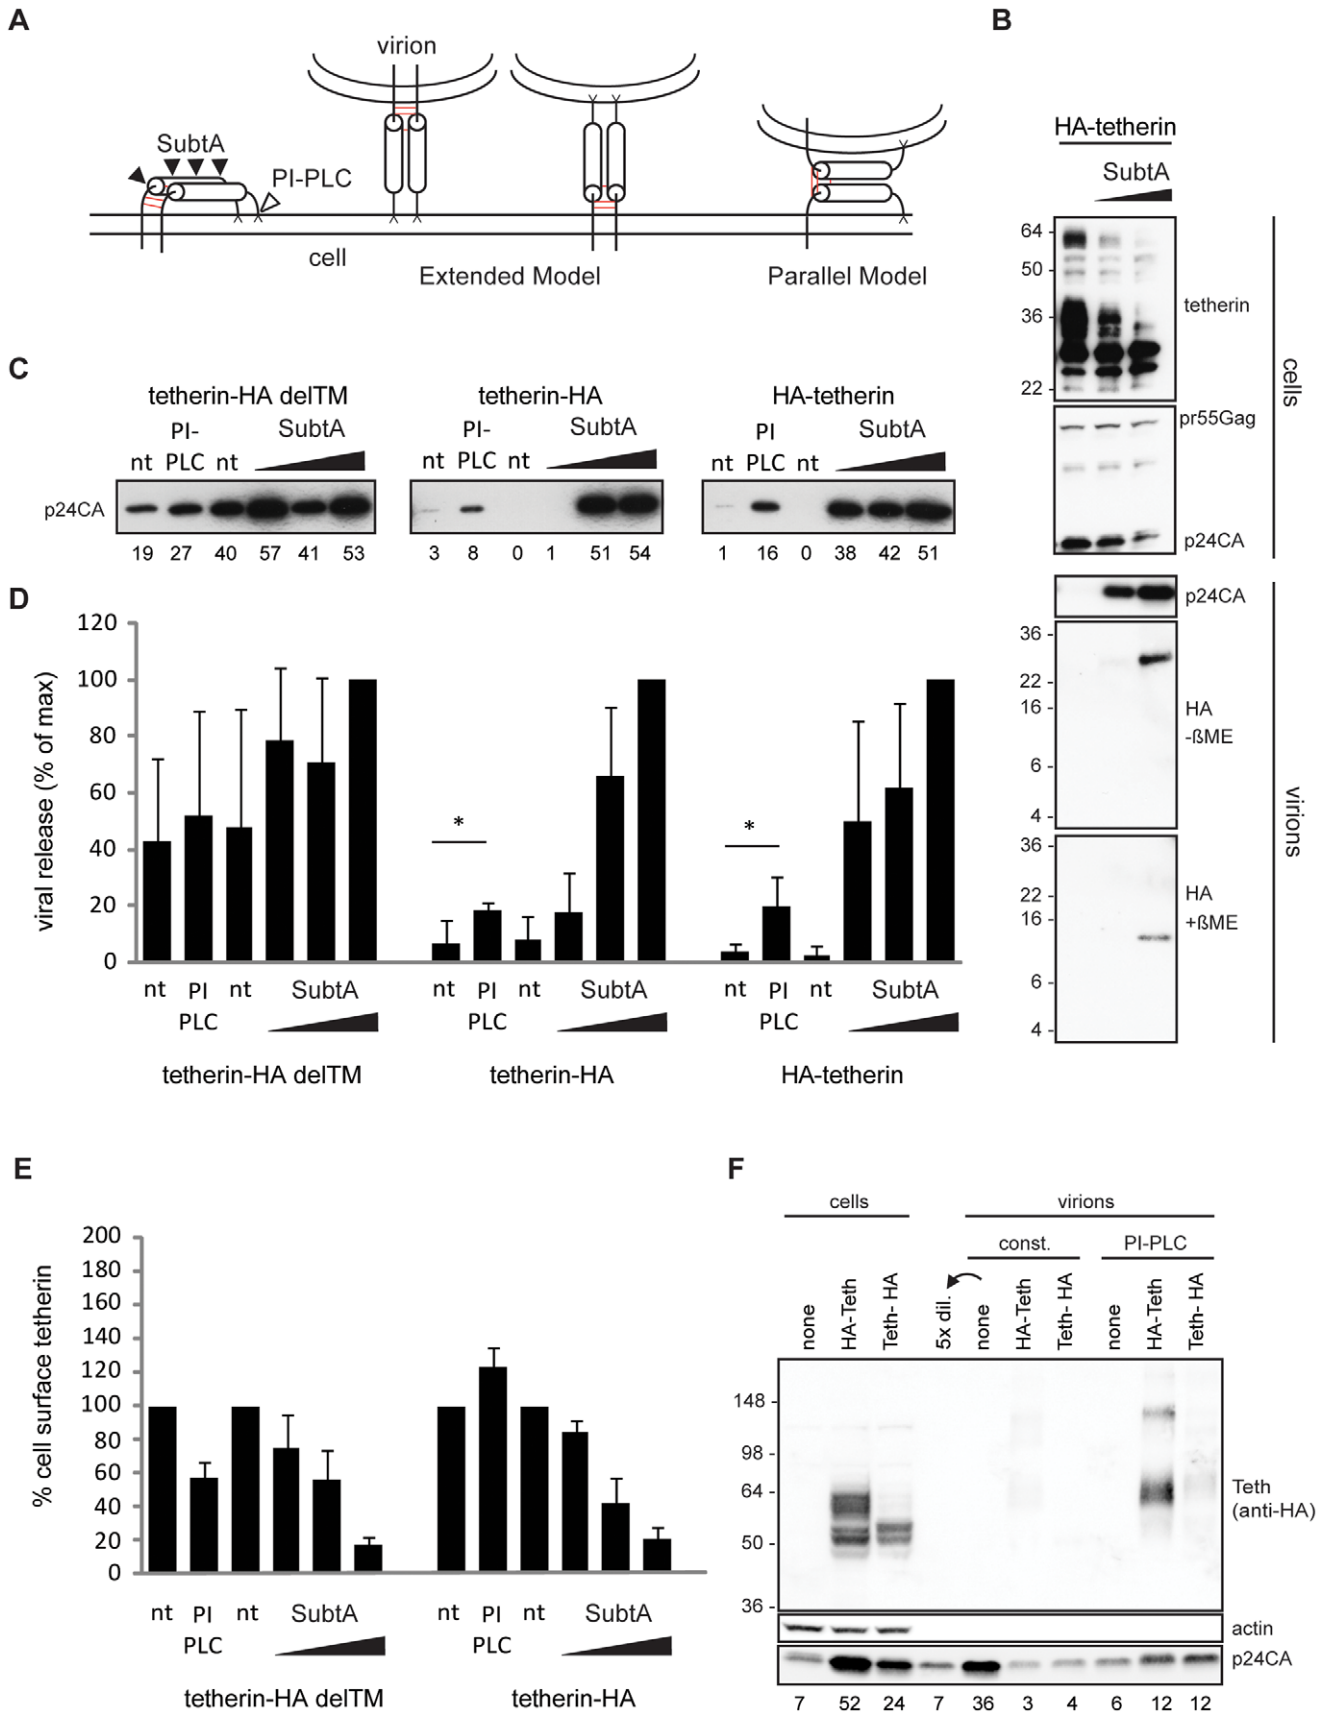 A
virion
SubtA
PI-PLC
cell
Extended Model
Parallel Model
B
HA-tetherin
SubtA
64 -
50 -
36 -
22 -
tetherin
pr55Gag
p24CA
cells
p24CA
36 -
22 -
16 -
6 -
4 -
HA
-ßME
36 -
22 -
16 -
6 -
4 -
HA
+ßME
virions
C
tetherin-HA delTM
tetherin-HA
HA-tetherin
PI- SubtA PI- SubtA PI SubtA
nt PLC nt nt PLC nt nt PLC nt
p24CA
19 27 40 57 41 53 3 8 0 1 51 54 1 16 0 38 42 51
D
viral release (% of max)
120
100
80
60
40
20
0
* *
nt PI nt SubtA nt PI nt SubtA nt PI nt SubtA
PLC PLC PLC
tetherin-HA delTM tetherin-HA HA-tetherin
E
% cell surface tetherin
200
180
160
140
120
100
80
60
40
20
0
nt PI nt SubtA nt PI nt SubtA
PLC PLC
tetherin-HA delTM tetherin-HA
F
cells virions
const. PI-PLC
none HA-Teth Teth- HA 5x dil. none HA-Teth Teth- HA none HA-Teth Teth- HA
148 -
98 -
64 -
50 -
36 -
Teth
(anti-HA)
actin
p24CA
7 52 24 7 36 3 4 6 12 12